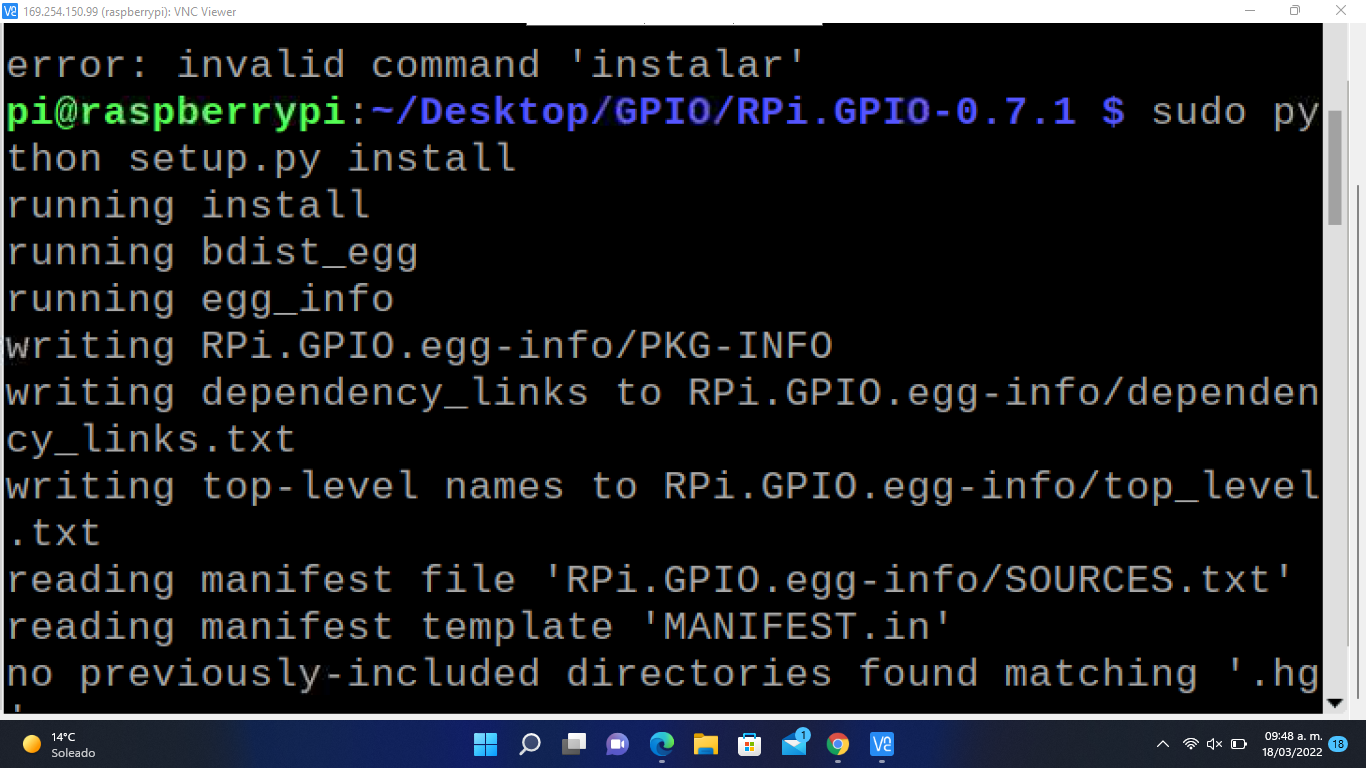 169.254.150.99 (raspberrypi): VNC Viewer
error: invalid command 'instalar'
pi@raspberrypi:~/Desktop/GPIO/RPi.GPIO-0.7.1 $ sudo py
thon setup.py install
running install
running bdist_egg
running egg_info
writing RPi.GPIO.egg-info/PKG-INFO
writing dependency_links to RPi.GPIO.egg-info/dependen
cy_links.txt
writing top-level names to RPi.GPIO.egg-info/top_level
.txt
reading manifest file 'RPi.GPIO.egg-info/SOURCES.txt'
reading manifest template 'MANIFEST.in'
no previously-included directories found matching '.hg
'
14°C
Soleado
1
09:48 a. m.
18/03/2022
18